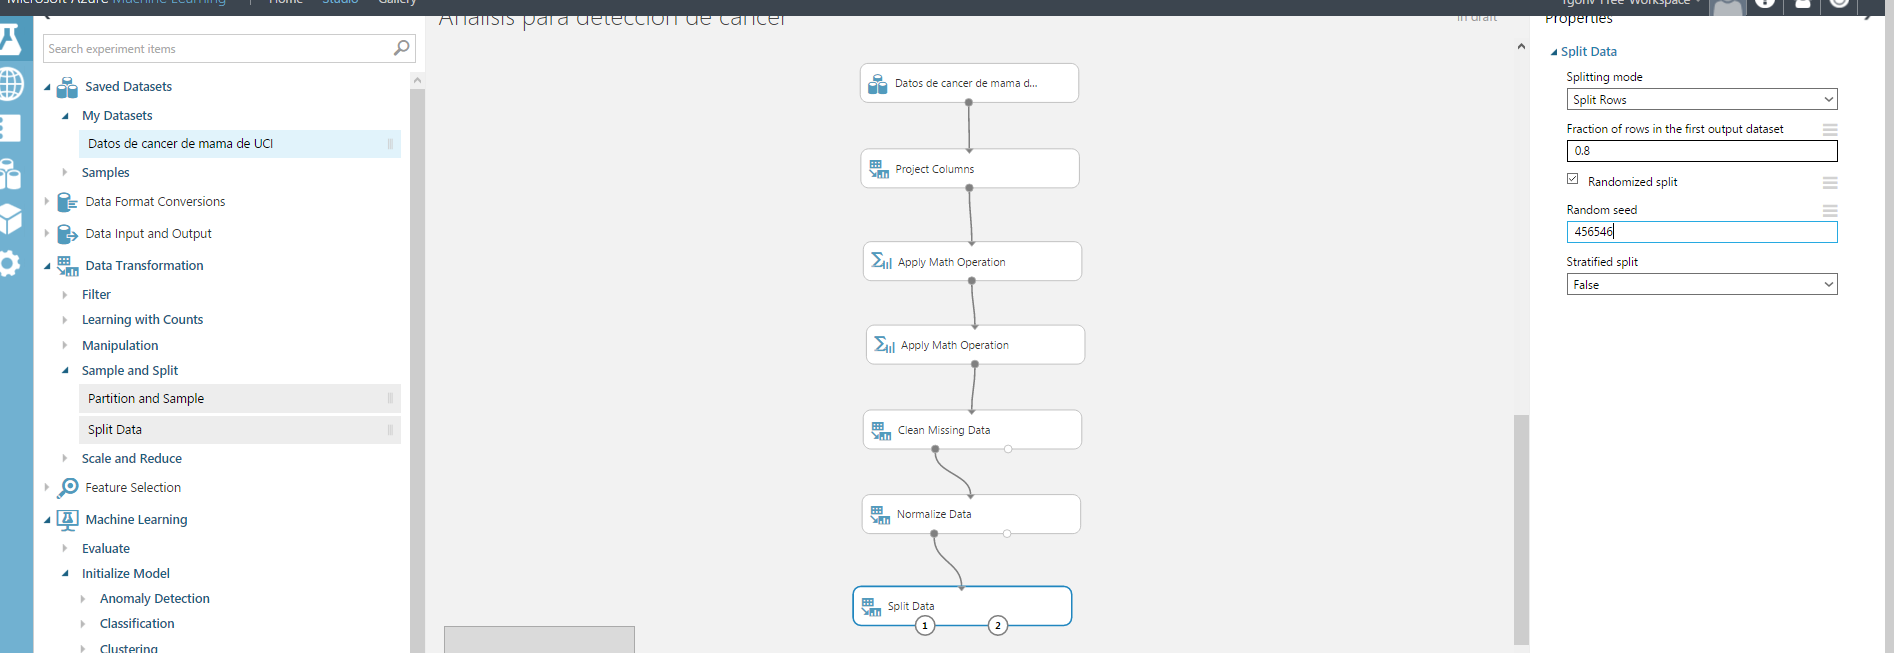 Microsoft Azure Machine Learning | Home Studio Gallery
Free-Workspace
Search experiment items
Saved Datasets
My Datasets
Datos de cancer de mama de UCI
Samples
Data Format Conversions
Data Input and Output
Data Transformation
Filter
Learning with Counts
Manipulation
Sample and Split
Partition and Sample
Split Data
Scale and Reduce
Feature Selection
Machine Learning
Evaluate
Initialize Model
Anomaly Detection
Classification
Clustering
Análisis para detección de cáncer
In draft
Datos de cancer de mama d...
Project Columns
Apply Math Operation
Apply Math Operation
Clean Missing Data
Normalize Data
Split Data
1
2
Properties
Split Data
Splitting mode
Split Rows
Fraction of rows in the first output dataset
0.8
Randomized split
Random seed
456546
Stratified split
False